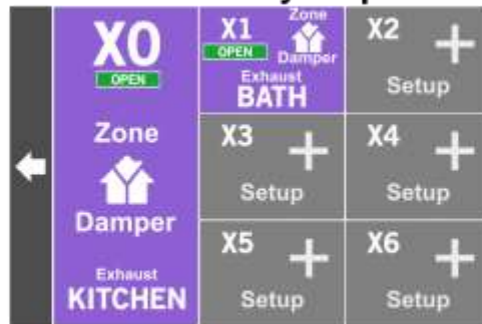 X0
OPEN
Zone
Damper
Exhaust
KITCHEN
X1
OPEN
Zone
Damper
Exhaust
BATH
X2
Setup
X3
Setup
X4
Setup
X5
Setup
X6
Setup